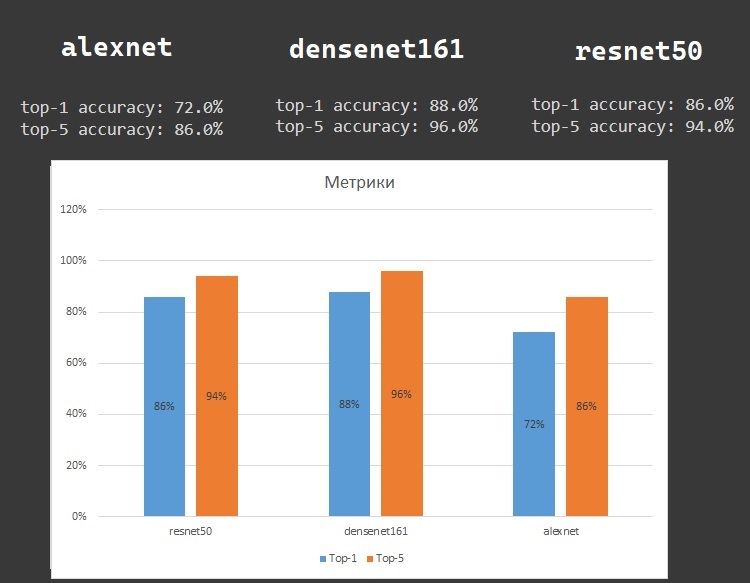 alexnet
top-1 accuracy: 72.0%
top-5 accuracy: 86.0%
densenet161
top-1 accuracy: 88.0%
top-5 accuracy: 96.0%
resnet50
top-1 accuracy: 86.0%
top-5 accuracy: 94.0%
Метрики
120%
100%
80%
60%
40%
20%
0%
86%
94%
88%
96%
72%
86%
resnet50
densenet161
alexnet
Top-1 Top-5